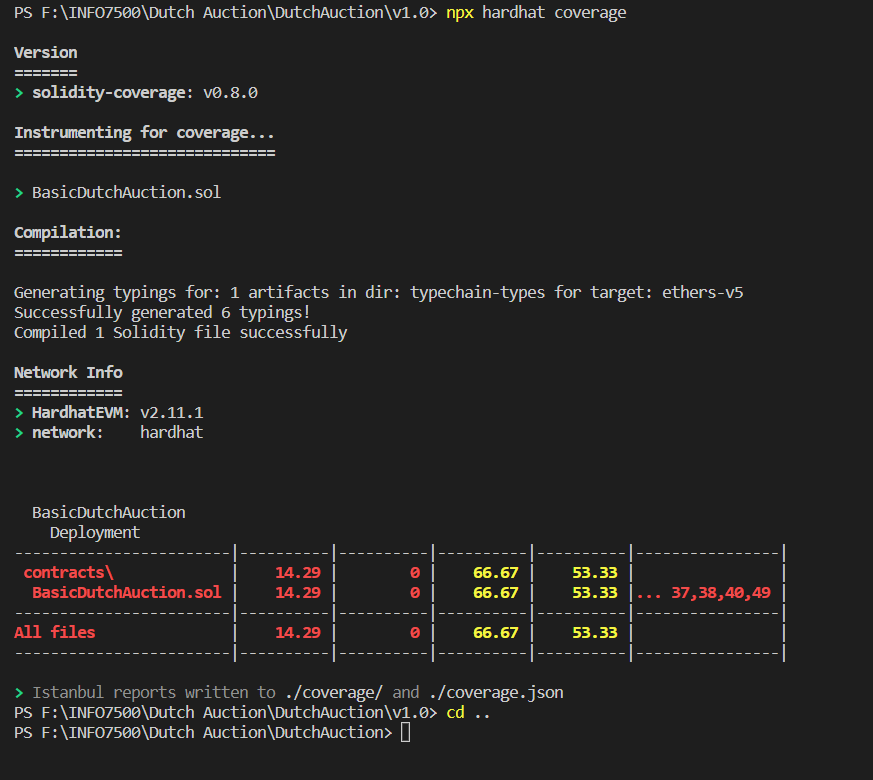 PS F:\INFO7500\Dutch Auction\DutchAuction\v1.0> npx hardhat coverage
Version
=======
> solidity-coverage: v0.8.0
Instrumenting for coverage...
=============================
> BasicDutchAuction.sol
Compilation:
============
Generating typings for: 1 artifacts in dir: typechain-types for target: ethers-v5
Successfully generated 6 typings!
Compiled 1 Solidity file successfully
Network Info
============
> HardhatEVM: v2.11.1
> network:    hardhat
  BasicDutchAuction
    Deployment
------------------------|----------|----------|----------|----------|----------------|
 contracts\             |    14.29 |        0 |    66.67 |    53.33 |                |
  BasicDutchAuction.sol |    14.29 |        0 |    66.67 |    53.33 |... 37,38,40,49 |
------------------------|----------|----------|----------|----------|----------------|
All files               |    14.29 |        0 |    66.67 |    53.33 |                |
------------------------|----------|----------|----------|----------|----------------|
> Istanbul reports written to ./coverage/ and ./coverage.json
PS F:\INFO7500\Dutch Auction\DutchAuction\v1.0> cd ..
PS F:\INFO7500\Dutch Auction\DutchAuction>